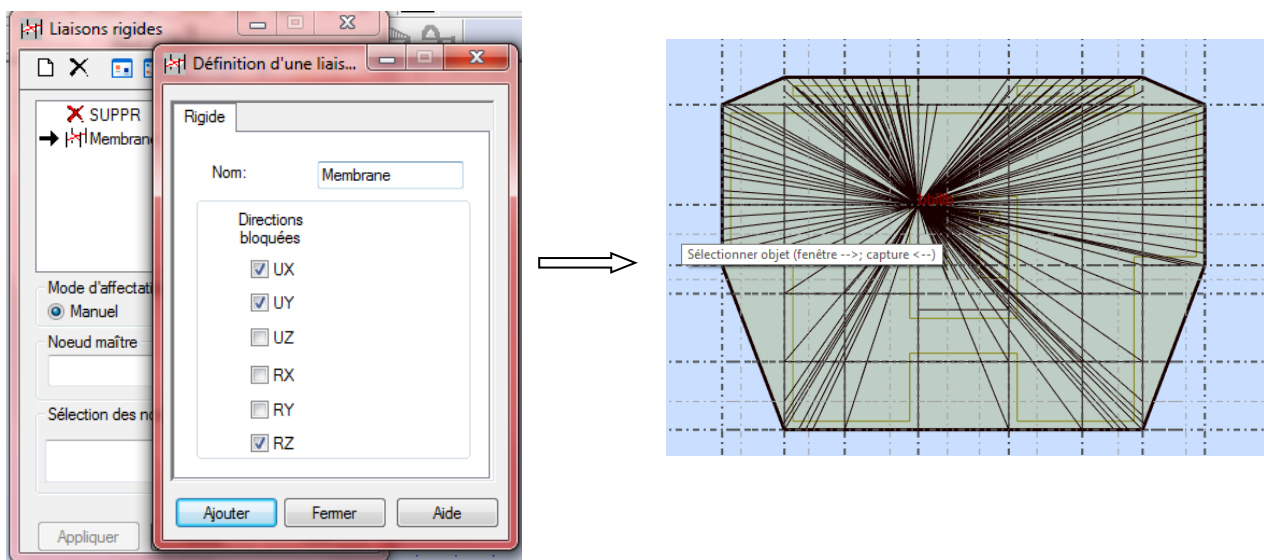 Liaisons rigides
Définition d'une liais...
SUPPR
Membran
Rigide
Nom:
Membrane
Directions
bloquées
UX
UY
UZ
RX
RY
RZ
Mode d'affectati
Manuel
Noeud maître
Sélection des no
Appliquer
Ajouter
Fermer
Aide
Sélectionner objet (fenêtre -->; capture <--)